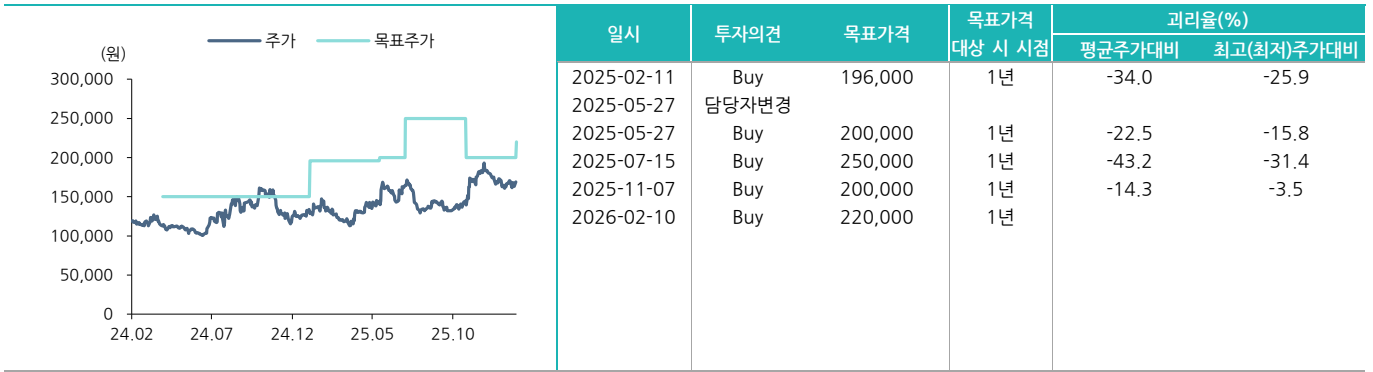 주가 목표주가
(원)
300,000
250,000
200,000
150,000
100,000
50,000
0
24.02 24.07 24.12 25.05 25.10
일시 투자의견 목표가격 목표가격 대상 시 시점 괴리율(%)
평균주가대비 최고(최저)주가대비
2025-02-11 Buy 196,000 1년 -34.0 -25.9
2025-05-27 담당자변경
2025-05-27 Buy 200,000 1년 -22.5 -15.8
2025-07-15 Buy 250,000 1년 -43.2 -31.4
2025-11-07 Buy 200,000 1년 -14.3 -3.5
2026-02-10 Buy 220,000 1년